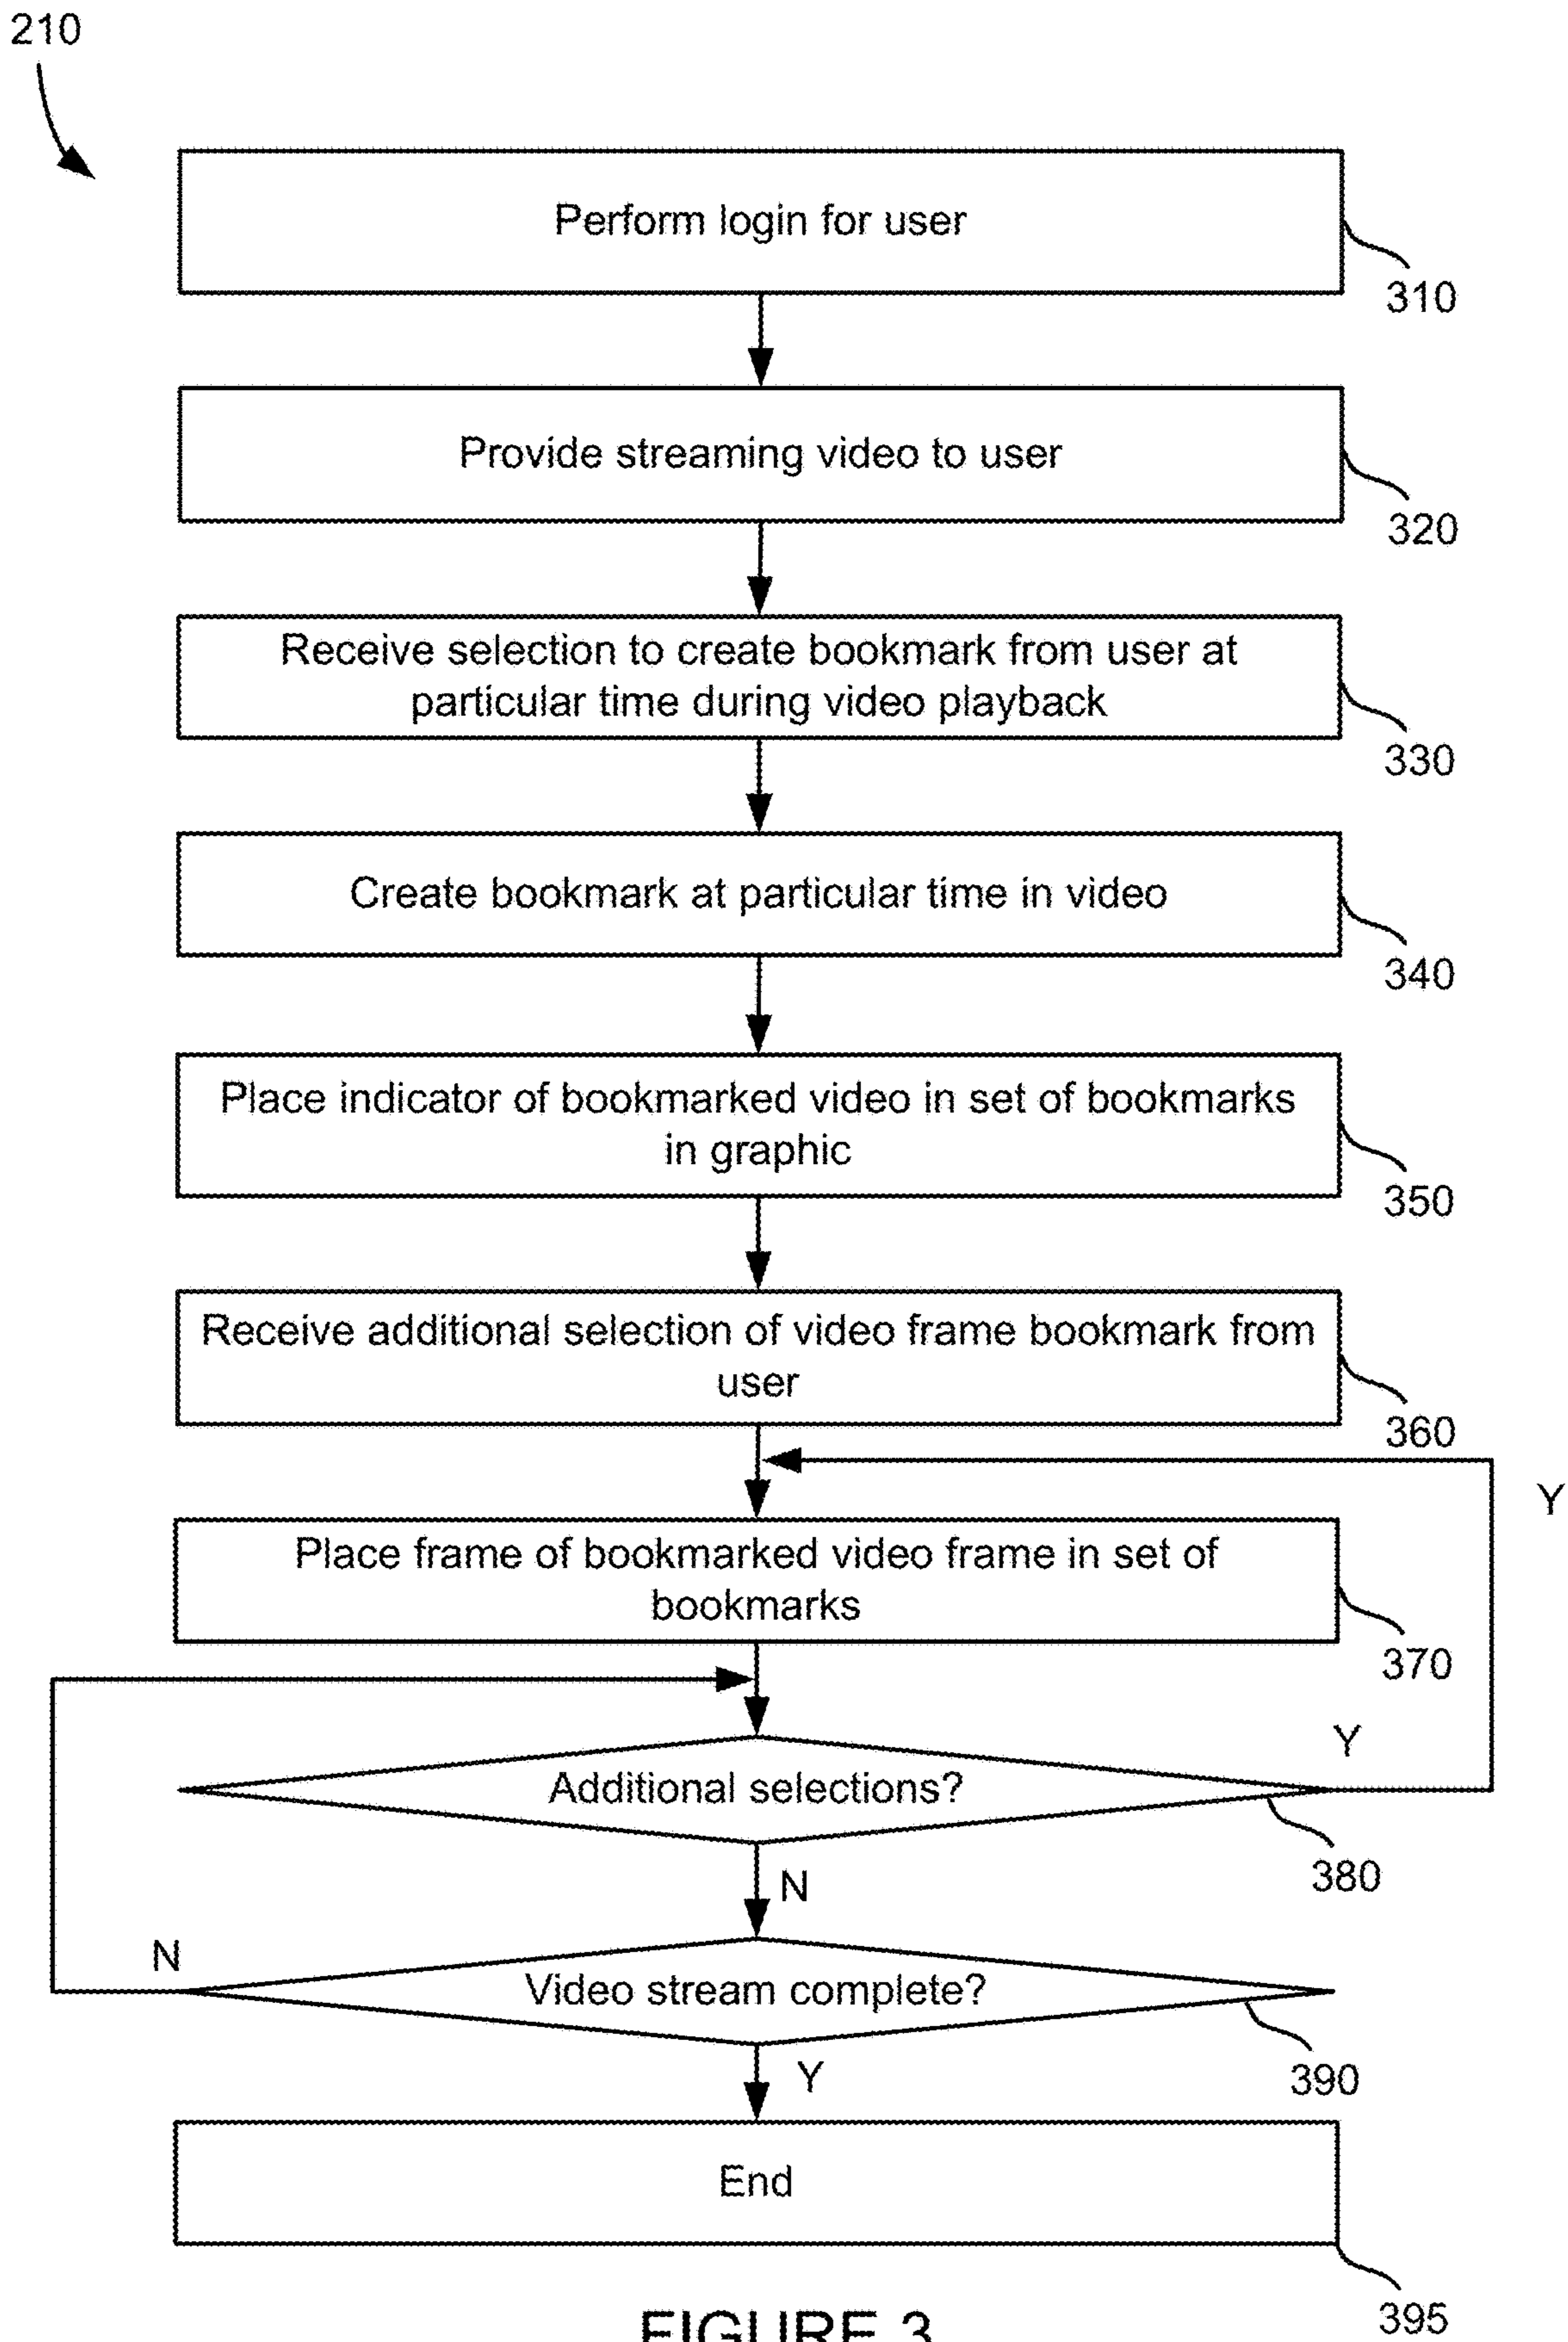 210
Perform login for user
310
Provide streaming video to user
320
Receive selection to create bookmark from user at
particular time during video playback
330
Create bookmark at particular time in video
340
Place indicator of bookmarked video in set of bookmarks
in graphic
350
Receive additional selection of video frame bookmark from
user
360
Y
Place frame of bookmarked video frame in set of
bookmarks
370
Y
Additional selections?
380
N
N
Video stream complete?
390
Y
End
395
FIGURE 3